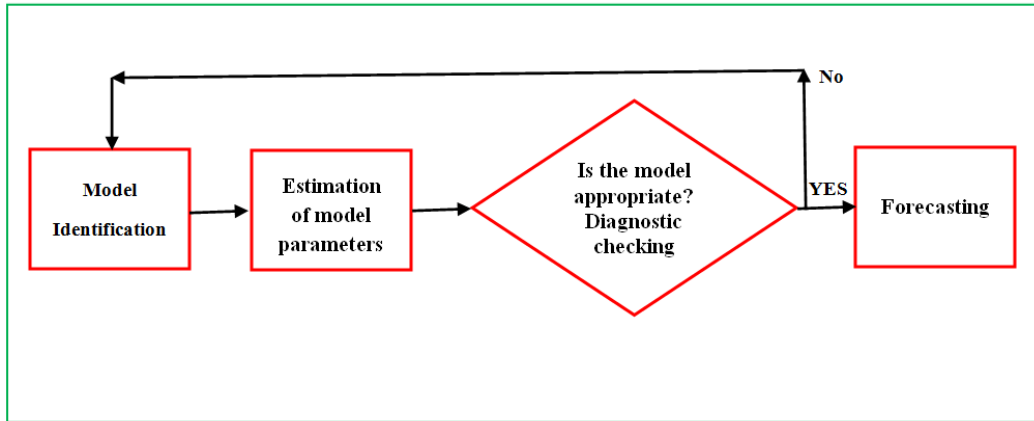 No
Model
Identification
Estimation
of model
parameters
Is the model
appropriate?
Diagnostic
checking
YES
Forecasting